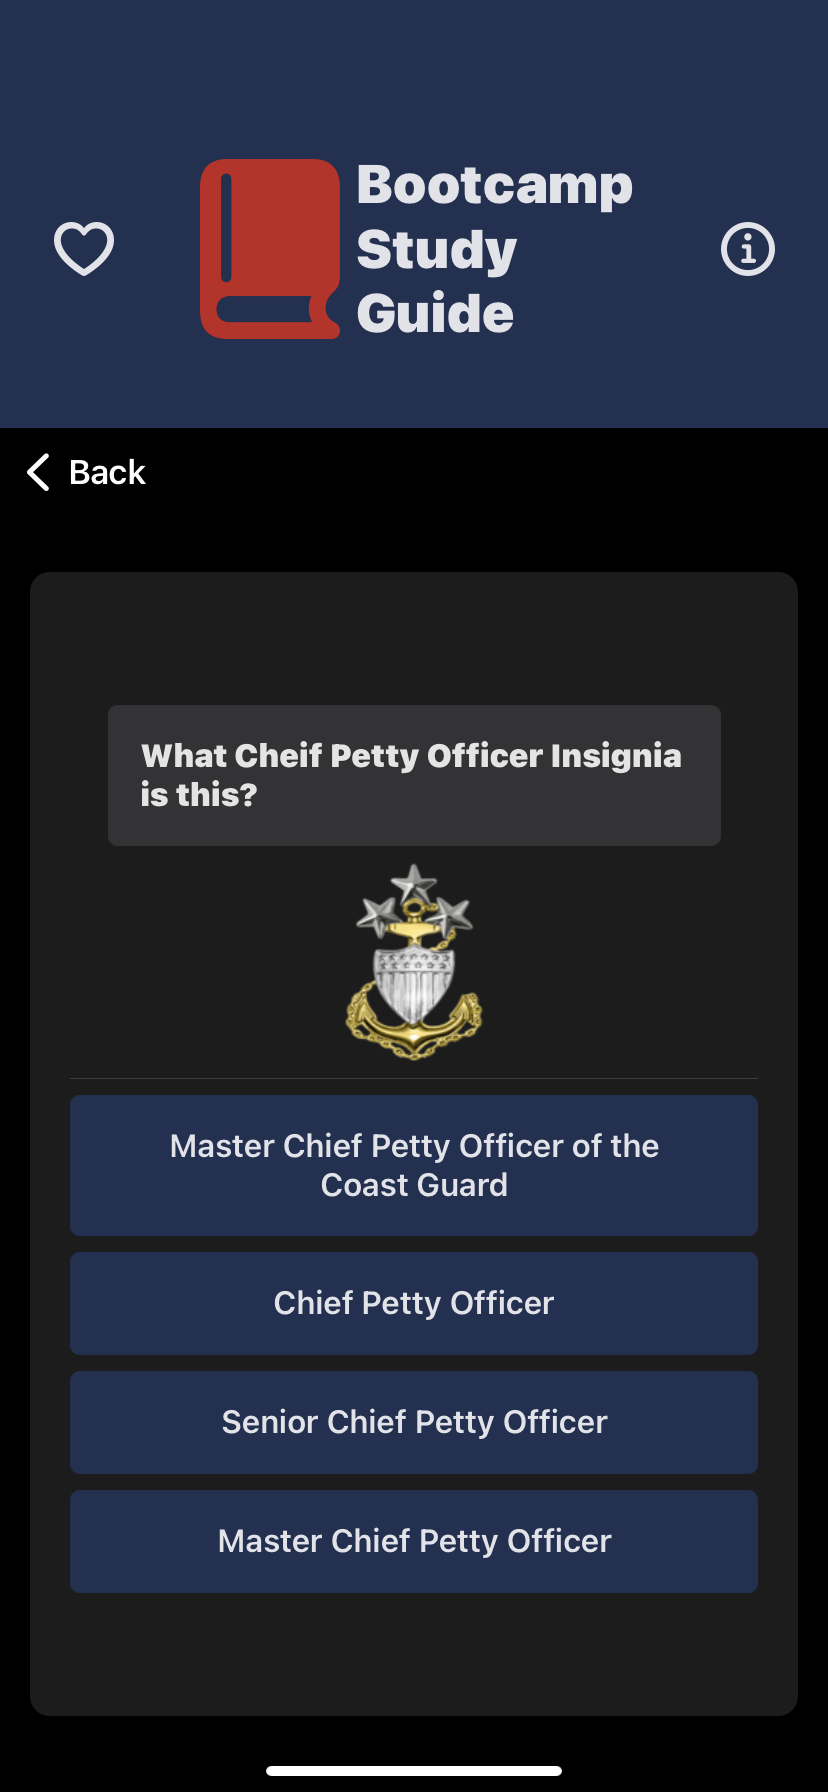 Bootcamp
Study
Guide
Back
What Cheif Petty Officer Insignia
is this?
Master Chief Petty Officer of the
Coast Guard
Chief Petty Officer
Senior Chief Petty Officer
Master Chief Petty Officer